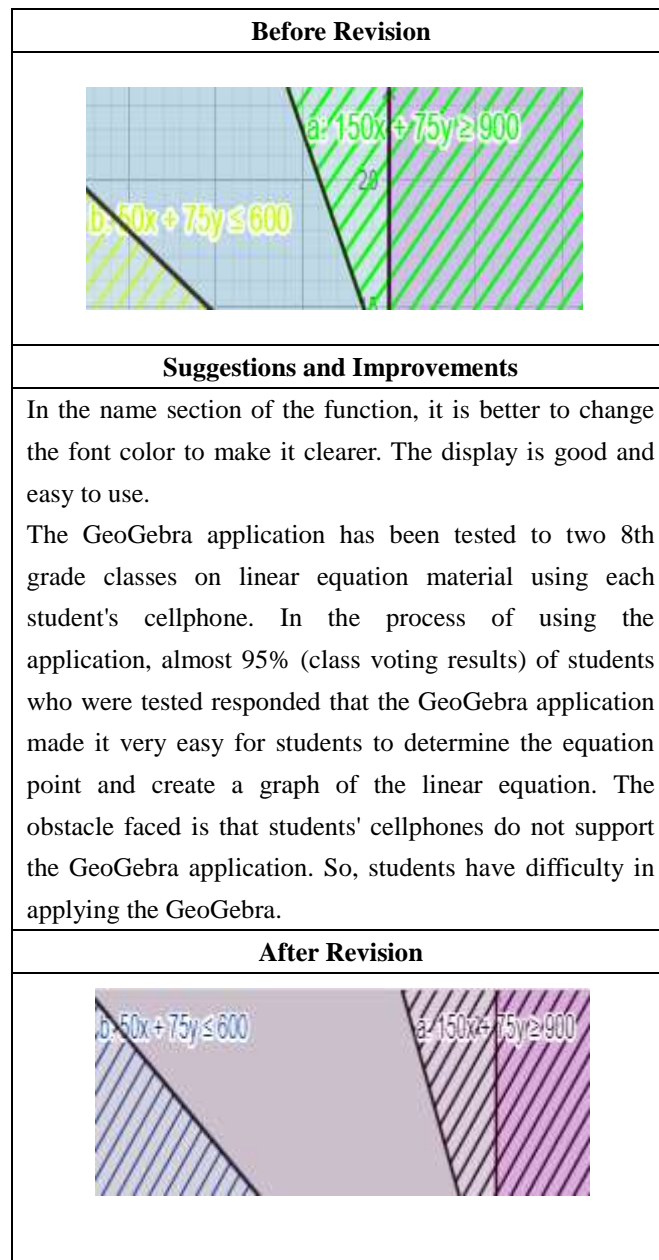 Before Revision
a: 150x + 75y ≥ 900
20
b: 50x + 75y ≤ 600
15
Suggestions and Improvements
In the name section of the function, it is better to change
the font color to make it clearer. The display is good and
easy to use.
The GeoGebra application has been tested to two 8th
grade classes on linear equation material using each
student's cellphone. In the process of using the
application, almost 95% (class voting results) of students
who were tested responded that the GeoGebra application
made it very easy for students to determine the equation
point and create a graph of the linear equation. The
obstacle faced is that students' cellphones do not support
the GeoGebra application. So, students have difficulty in
applying the GeoGebra.
After Revision
b: 50x + 75y ≤ 600
a: 150x + 75y ≥ 900